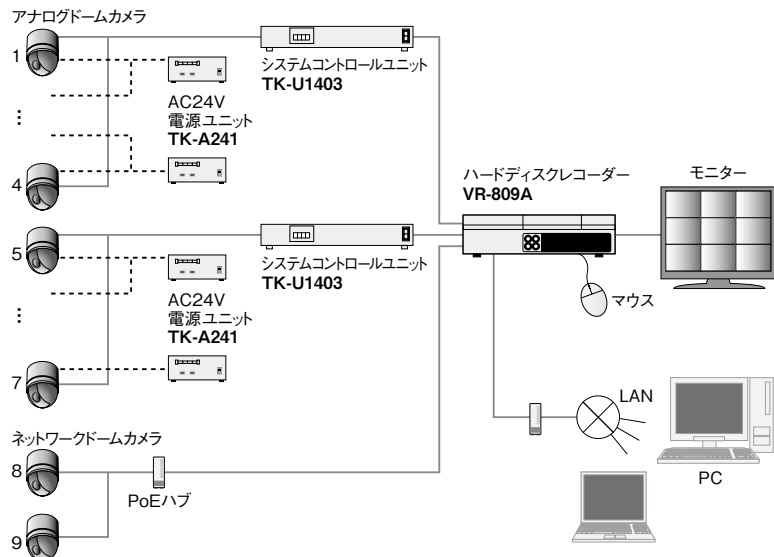 アナログドームカメラ
1
⋮
4
AC24V
電源ユニット
TK-A241
システムコントロールユニット
TK-U1403
5
⋮
7
AC24V
電源ユニット
TK-A241
システムコントロールユニット
TK-U1403
ネットワークドームカメラ
8
9
PoEハブ
ハードディスクレコーダー
VR-809A
モニター
マウス
LAN
PC